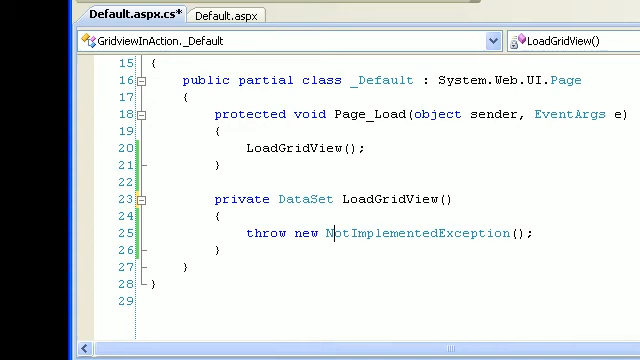 Default.aspx.cs* Default.aspx
GridviewInAction._Default LoadGridView()
15 {
16 public partial class _Default : System.Web.UI.Page
17 {
18 protected void Page_Load(object sender, EventArgs e)
19 {
20 LoadGridView();
21 }
22
23 private DataSet LoadGridView()
24 {
25 throw new NotImplementedException();
26 }
27 }
28 }
29